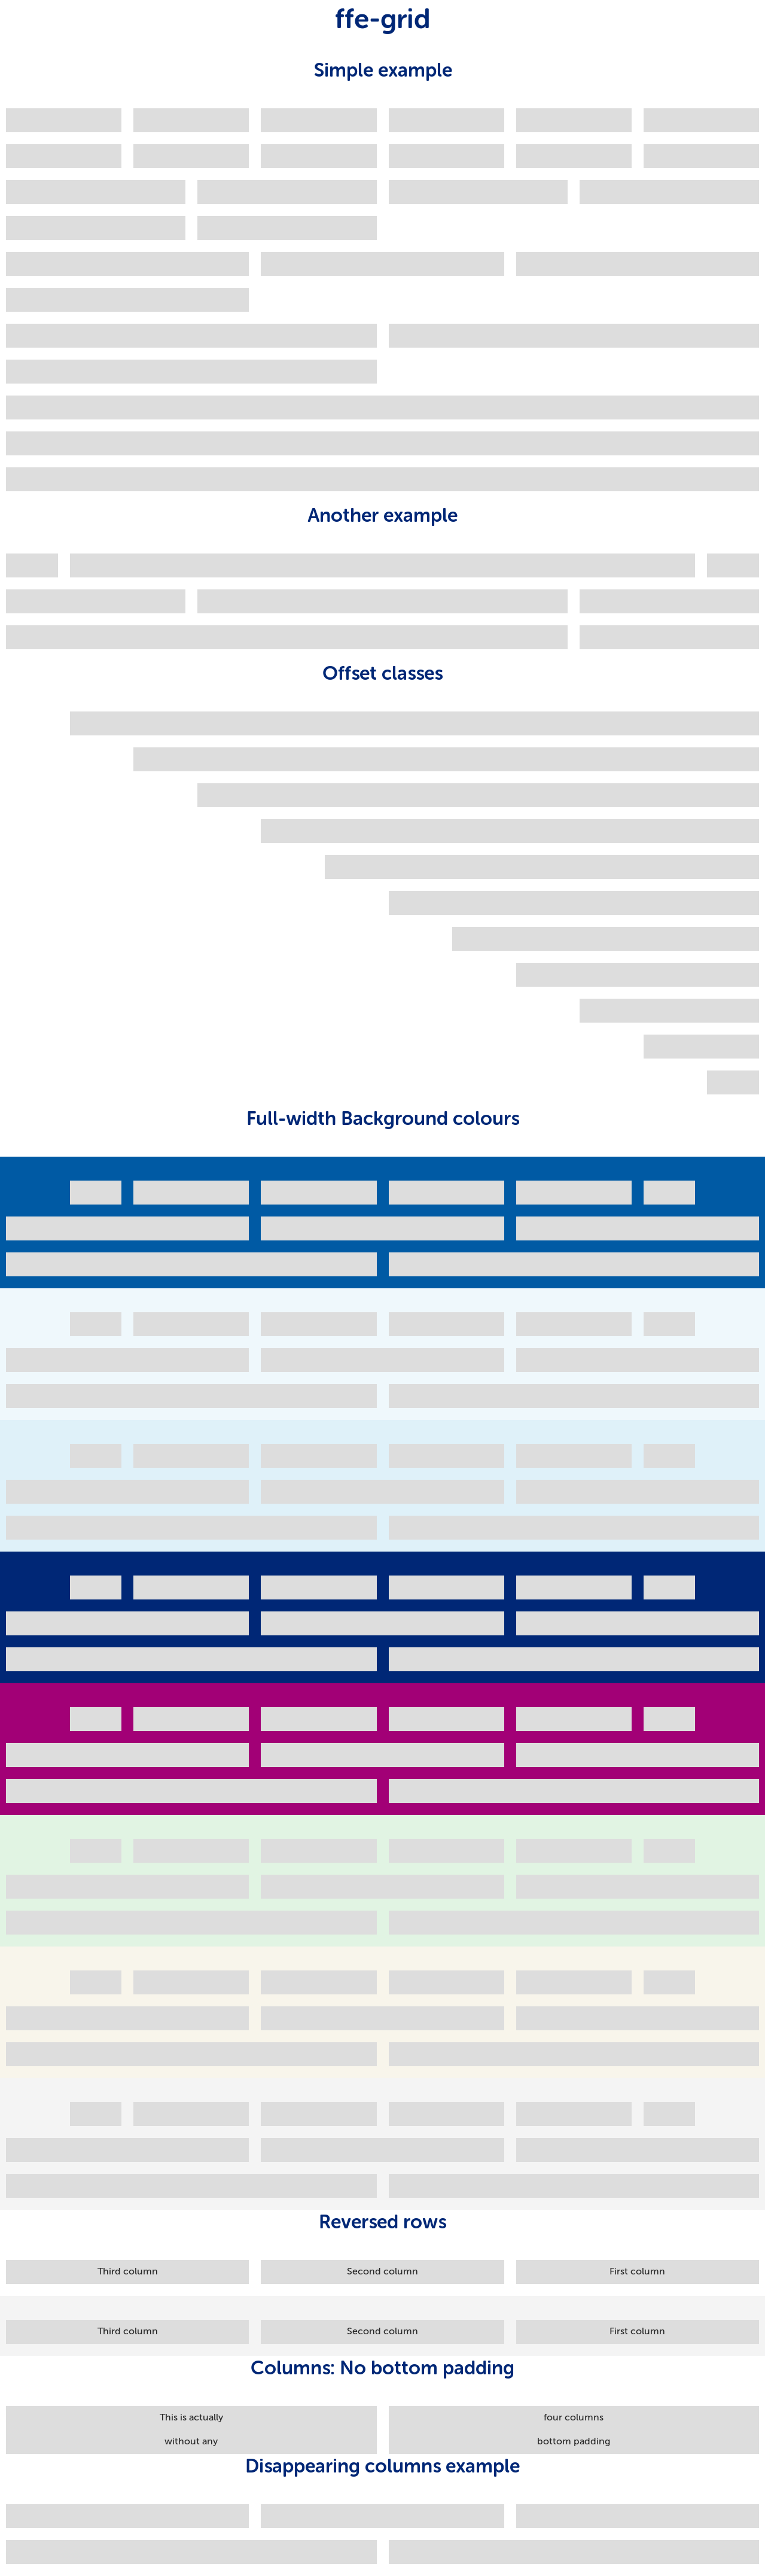 ffe-grid
Simple example
Another example
Offset classes
Full-width Background colours
Reversed rows
Third column Second column First column
Third column Second column First column
Columns: No bottom padding
This is actually four columns
without any bottom padding
Disappearing columns example